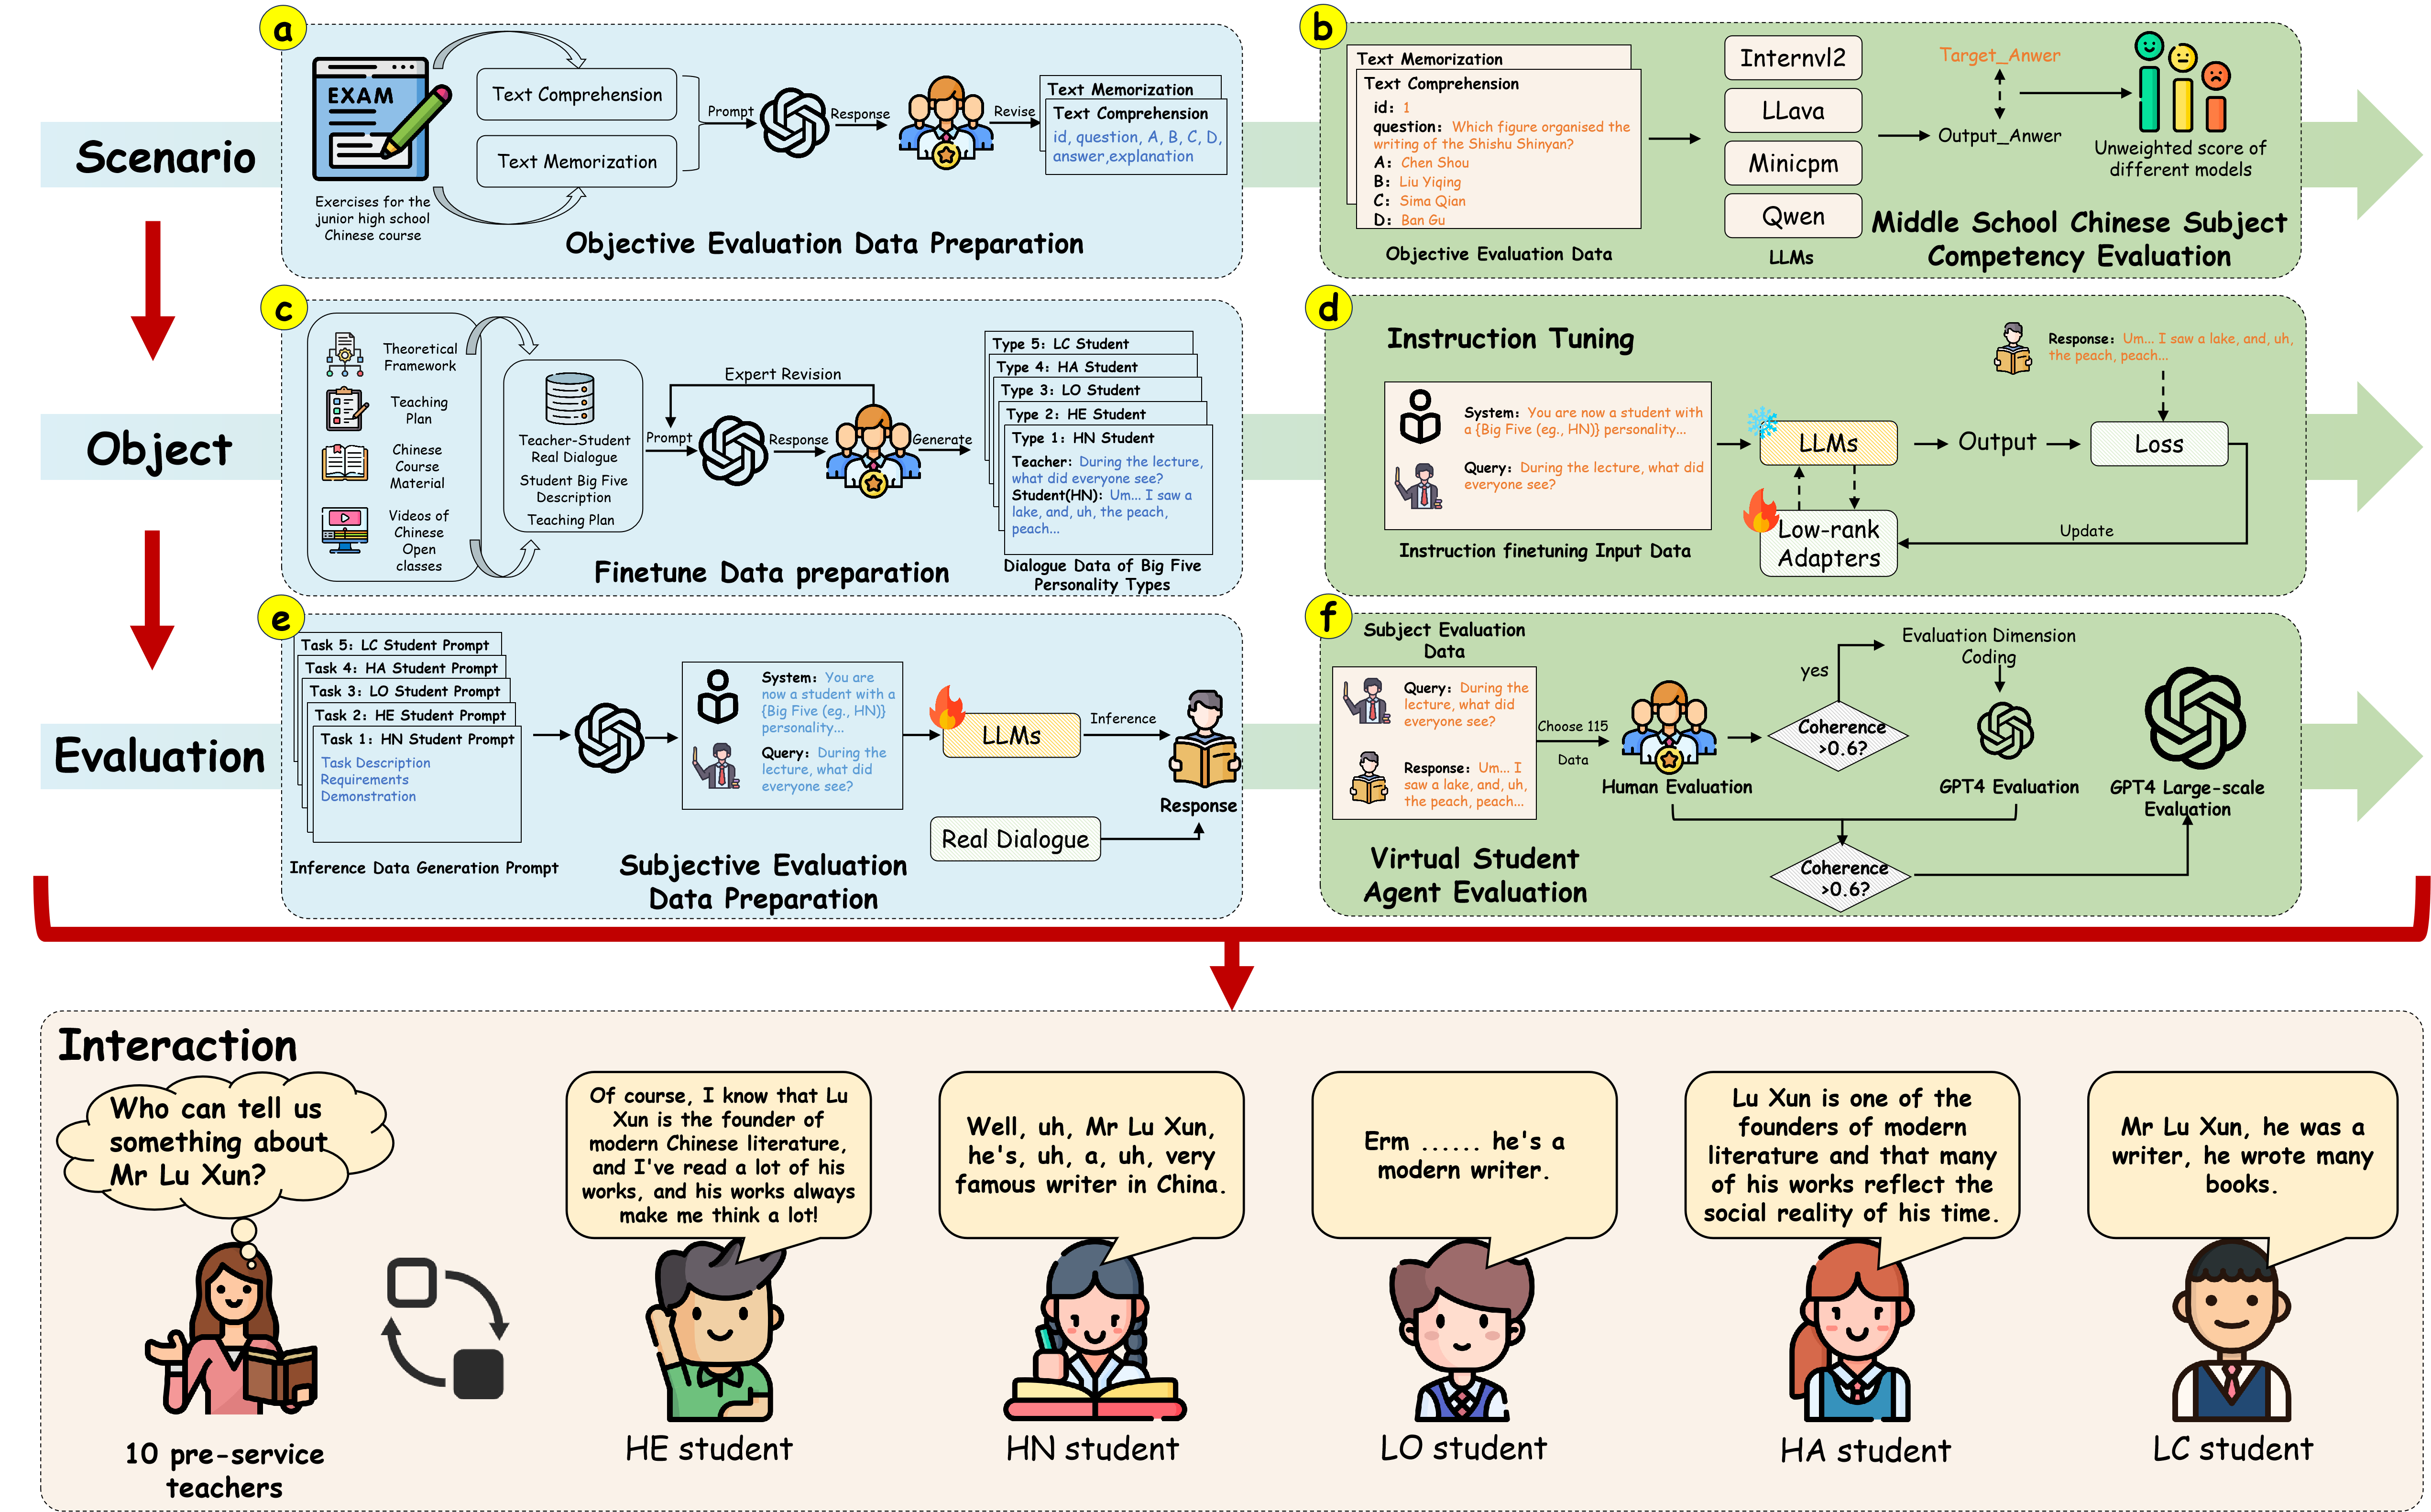 Scenario
a
EXAM
Exercises for the
junior high school
Chinese course
Text Comprehension
Text Memorization
Prompt
Response
Revise
Text Memorization
Text Comprehension
id, question, A, B, C, D,
answer,explanation
Objective Evaluation Data Preparation
b
Text Memorization
Text Comprehension
id: 1
question: Which figure organised the
writing of the Shishu Shinyan?
A: Chen Shou
B: Liu Yiqing
C: Sima Qian
D: Ban Gu
Objective Evaluation Data
Internvl2
LLava
Minicpm
Qwen
LLMs
Target_Anwer
Output_Anwer
Unweighted score of
different models
Middle School Chinese Subject
Competency Evaluation
Object
c
Theoretical
Framework
Teaching
Plan
Chinese
Course
Material
Videos of
Chinese
Open
classes
Teacher-Student
Real Dialogue
Student Big Five
Description
Teaching Plan
Expert Revision
Prompt
Response
Generate
Type 5: LC Student
Type 4: HA Student
Type 3: LO Student
Type 2: HE Student
Type 1: HN Student
Teacher: During the lecture,
what did everyone see?
Student(HN): Um... I saw a
lake, and, uh, the peach,
peach...
Finetune Data preparation
Dialogue Data of Big Five
Personality Types
d
Instruction Tuning
System: You are now a student with
a {Big Five (eg., HN)} personality...
Query: During the lecture, what did
everyone see?
Instruction finetuning Input Data
LLMs
Low-rank
Adapters
Output
Loss
Update
Response: Um... I saw a lake, and, uh,
the peach, peach...
Evaluation
e
Task 5: LC Student Prompt
Task 4: HA Student Prompt
Task 3: LO Student Prompt
Task 2: HE Student Prompt
Task 1: HN Student Prompt
Task Description
Requirements
Demonstration
Inference Data Generation Prompt
System: You are
now a student with a
{Big Five (eg., HN)}
personality...
Query: During the
lecture, what did
everyone see?
LLMs
Inference
Response
Real Dialogue
Subjective Evaluation
Data Preparation
f
Subject Evaluation
Data
Query: During the
lecture, what did
everyone see?
Response: Um... I
saw a lake, and, uh,
the peach, peach...
Choose 115
Data
Human Evaluation
yes
Coherence
>0.6?
Evaluation Dimension
Coding
GPT4 Evaluation
GPT4 Large-scale
Evaluation
Coherence
>0.6?
Virtual Student
Agent Evaluation
Interaction
Who can tell us
something about
Mr Lu Xun?
10 pre-service
teachers
Of course, I know that Lu
Xun is the founder of
modern Chinese literature,
and I've read a lot of his
works, and his works always
make me think a lot!
HE student
Well, uh, Mr Lu Xun,
he's, uh, a, uh, very
famous writer in China.
HN student
Erm ...... he's a
modern writer.
LO student
Lu Xun is one of the
founders of modern
literature and that many
of his works reflect the
social reality of his time.
HA student
Mr Lu Xun, he was a
writer, he wrote many
books.
LC student